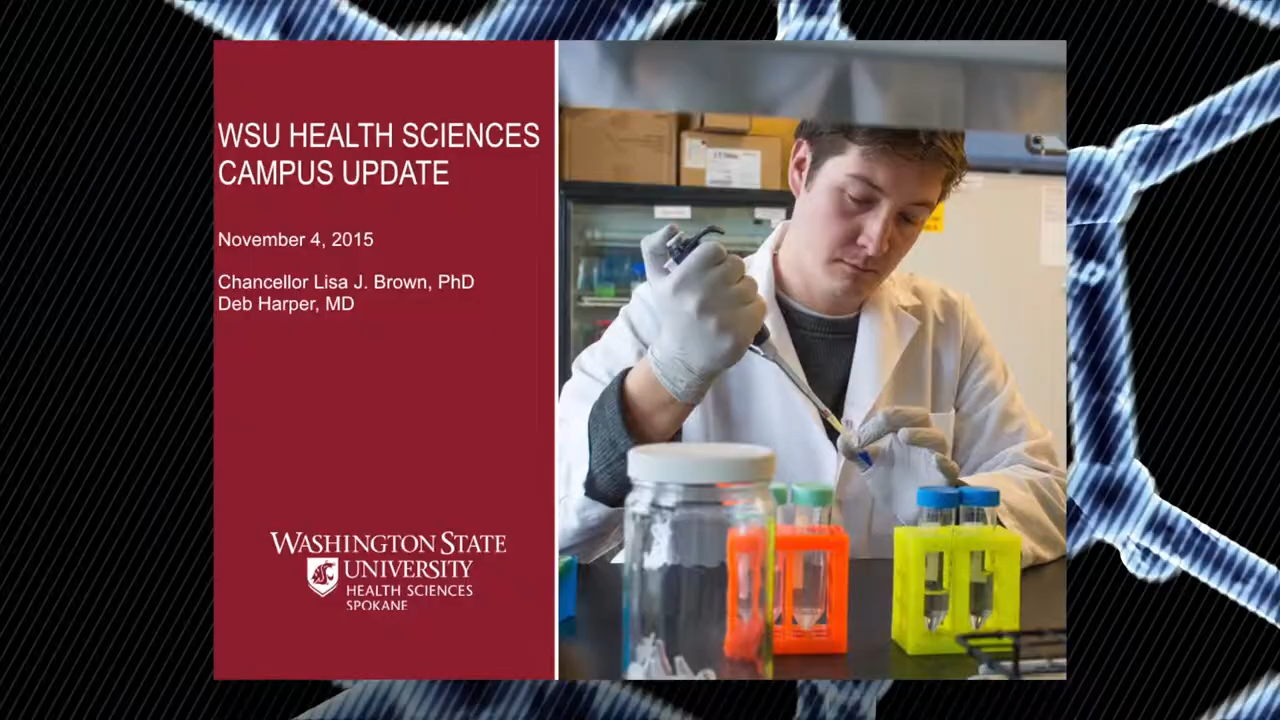 WSU HEALTH SCIENCES
CAMPUS UPDATE
November 4, 2015
Chancellor Lisa J. Brown, PhD
Deb Harper, MD
WASHINGTON STATE
UNIVERSITY
HEALTH SCIENCES
SPOKANE